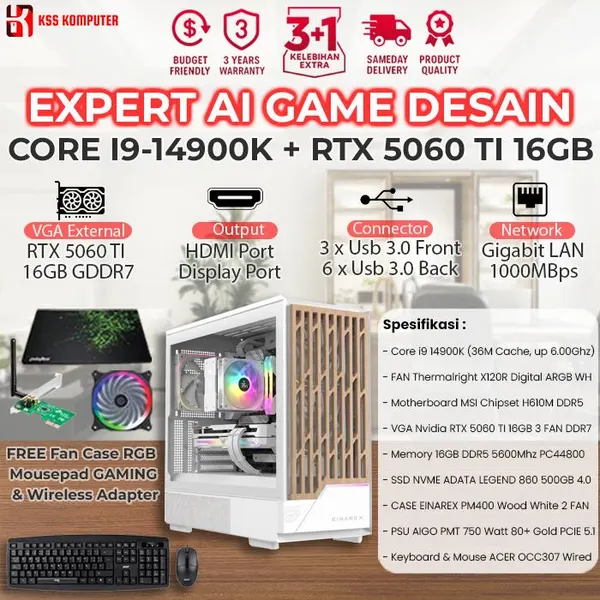 KSS KOMPUTER
BUDGET
FRIENDLY
3
3 YEARS
WARRANTY
3+1
KELEBIHAN
EXTRA
SAMEDAY
DELIVERY
PRODUCT
QUALITY
EXPERT AI GAME DESAIN
CORE I9-14900K + RTX 5060 TI 16GB
VGA External
RTX 5060 TI
16GB GDDR7
Output
HDMI Port
Display Port
Connector
3 x Usb 3.0 Front
6 x Usb 3.0 Back
Network
Gigabit LAN
1000MBps
FREE Fan Case RGB
Mousepad GAMING
& Wireless Adapter
EINAREX
Spesifikasi :
- Core i9 14900K (36M Cache, up 6.00Ghz)
- FAN Thermalright X120R Digital ARGB WH
- Motherboard MSI Chipset H610M DDR5
- VGA Nvidia RTX 5060 TI 16GB 3 FAN DDR7
- Memory 16GB DDR5 5600Mhz PC44800
- SSD NVME ADATA LEGEND 860 500GB 4.0
- CASE EINAREX PM400 Wood White 2 FAN
- PSU AIGO PMT 750 Watt 80+ Gold PCIE 5.1
- Keyboard & Mouse ACER OCC307 Wired